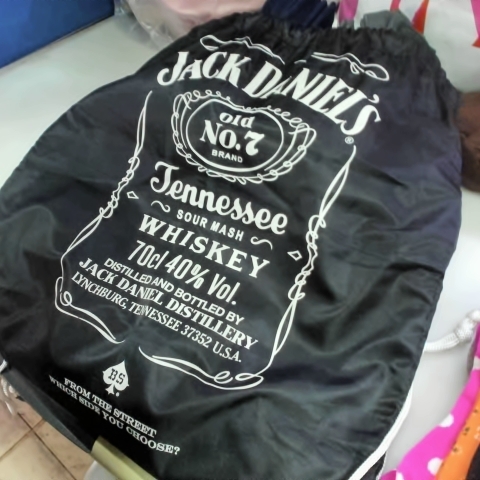 JACK DANIEL'S
®
Old
NO.7
BRAND
Tennessee
SOUR MASH
WHISKEY
70cl 40% Vol.
DISTILLED AND BOTTLED BY
JACK DANIEL DISTILLERY
LYNCHBURG, TENNESSEE 37352 U.S.A.
BS
FROM THE STREET
WHICH SIDE YOU CHOOSE?